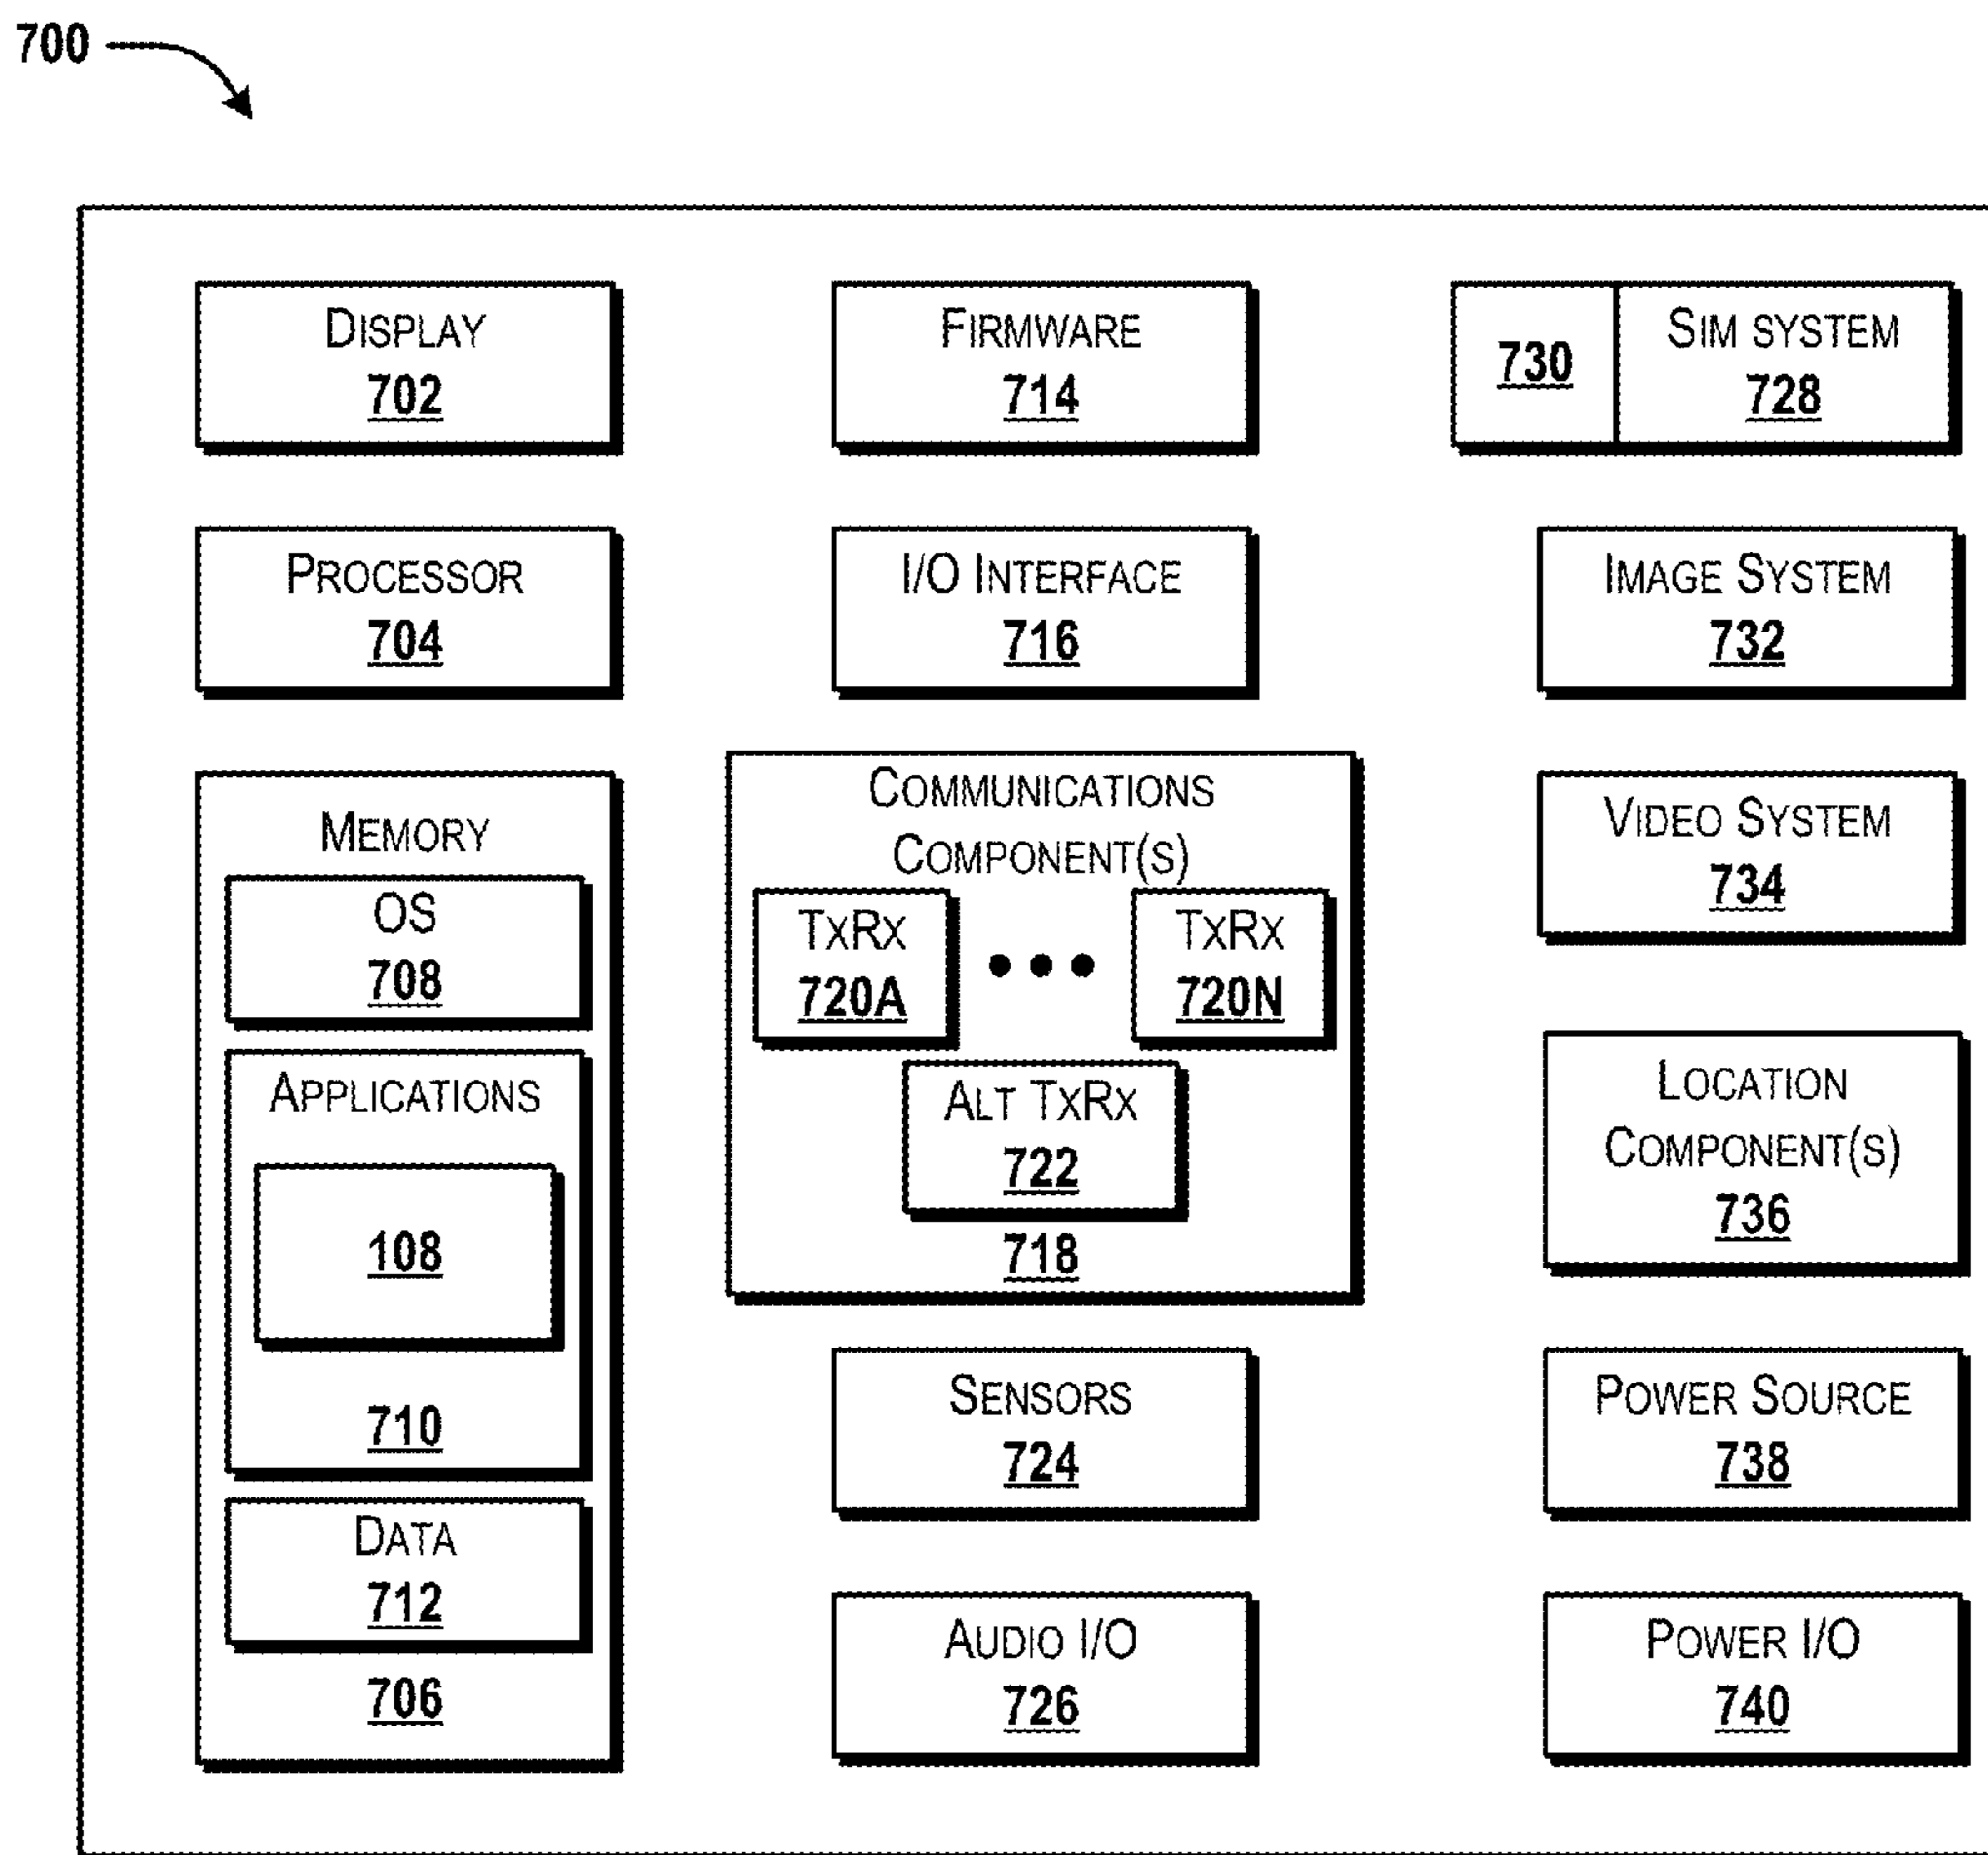 700
DISPLAY
702
PROCESSOR
704
MEMORY
OS
708
APPLICATIONS
108
710
DATA
712
706
FIRMWARE
714
I/O INTERFACE
716
COMMUNICATIONS
COMPONENT(S)
TXRX
720A
TXRX
720N
ALT TXRX
722
718
SENSORS
724
AUDIO I/O
726
730
SIM SYSTEM
728
IMAGE SYSTEM
732
VIDEO SYSTEM
734
LOCATION
COMPONENT(S)
736
POWER SOURCE
738
POWER I/O
740